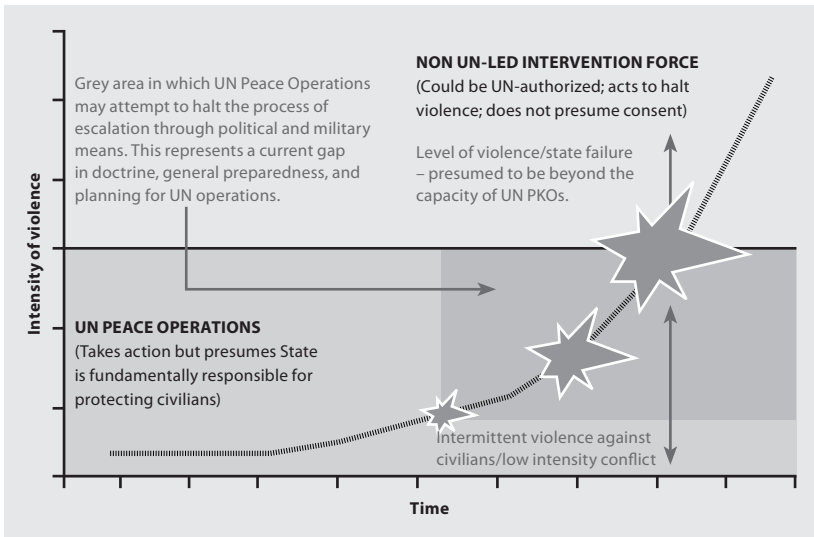 Grey area in which UN Peace Operations
may attempt to halt the process of
escalation through political and military
means. This represents a current gap
in doctrine, general preparedness, and
planning for UN operations.
NON UN-LED INTERVENTION FORCE
(Could be UN-authorized; acts to halt
violence; does not presume consent)
Level of violence/state failure
– presumed to be beyond the
capacity of UN PKOs.
Intensity of violence
UN PEACE OPERATIONS
(Takes action but presumes State
is fundamentally responsible for
protecting civilians)
Intermittent violence against
civilians/low intensity conflict
Time